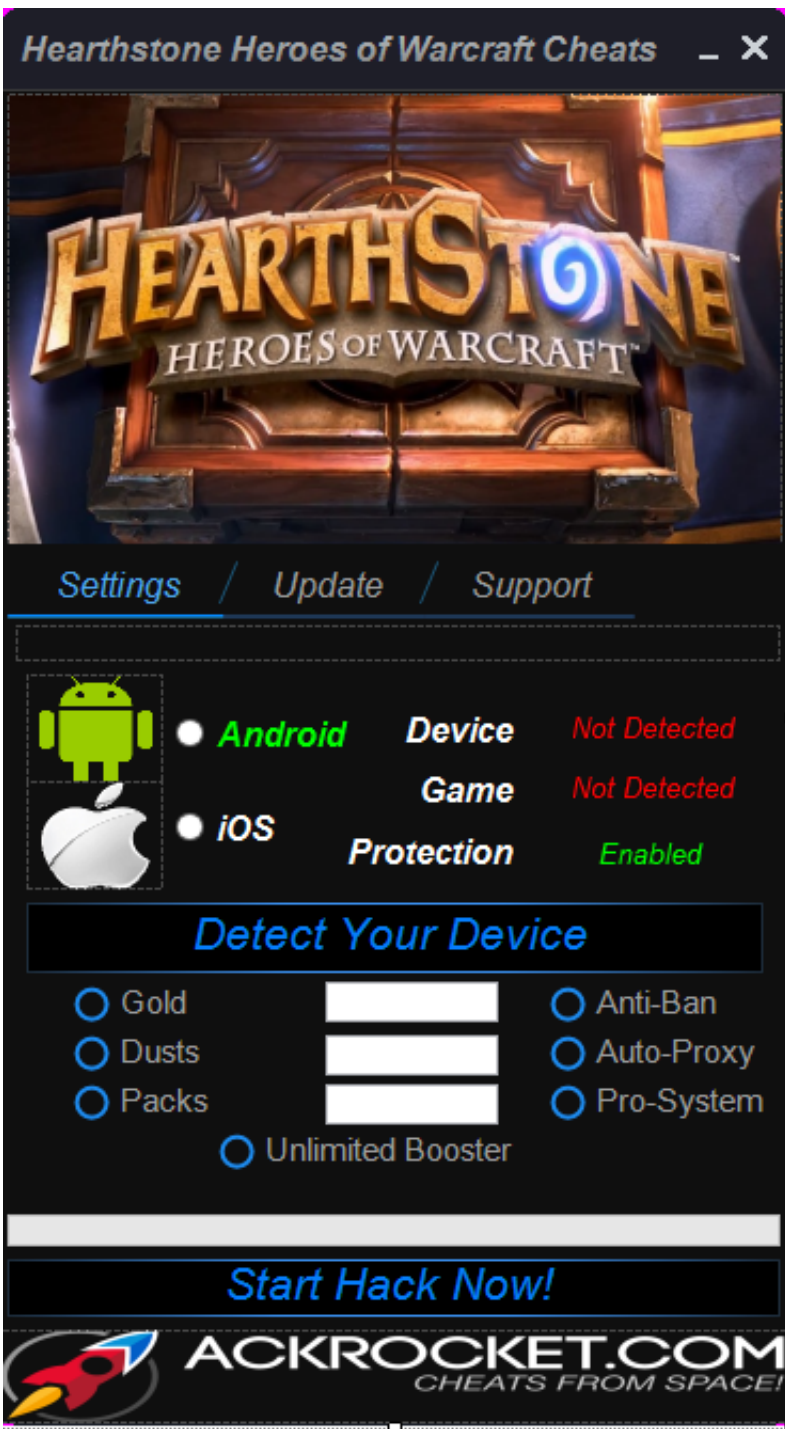 Hearthstone Heroes of Warcraft Cheats
HEARTHSTONE™
HEROES OF WARCRAFT™
Settings / Update / Support
Android Device Not Detected
Game Not Detected
iOS
Protection Enabled
Detect Your Device
Gold Anti-Ban
Dusts Auto-Proxy
Packs Pro-System
Unlimited Booster
Start Hack Now!
ACKROCKET.COM
CHEATS FROM SPACE!